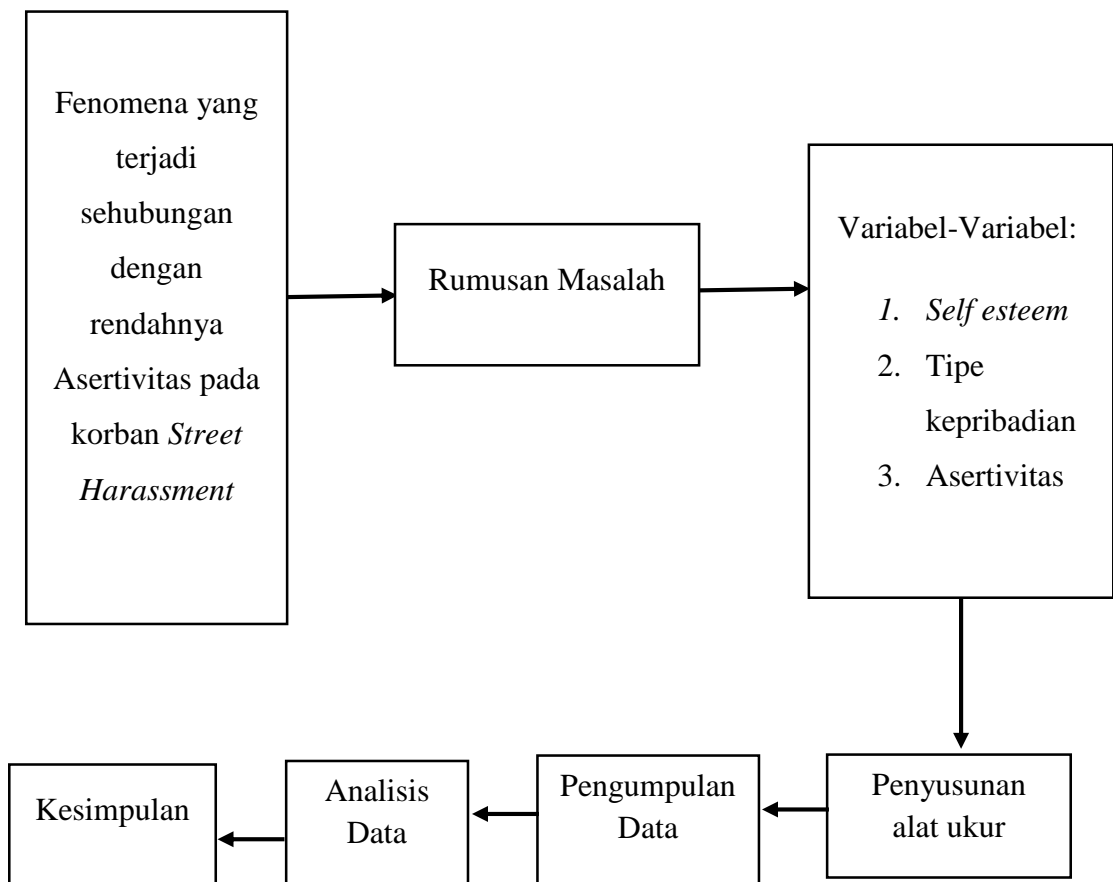 Fenomena yang
terjadi
sehubungan
dengan
rendahnya
Asertivitas pada
korban Street
Harassment
Rumusan Masalah
Variabel-Variabel:
1. Self esteem
2. Tipe
kepribadian
3. Asertivitas
Penyusunan
alat ukur
Pengumpulan
Data
Analisis
Data
Kesimpulan